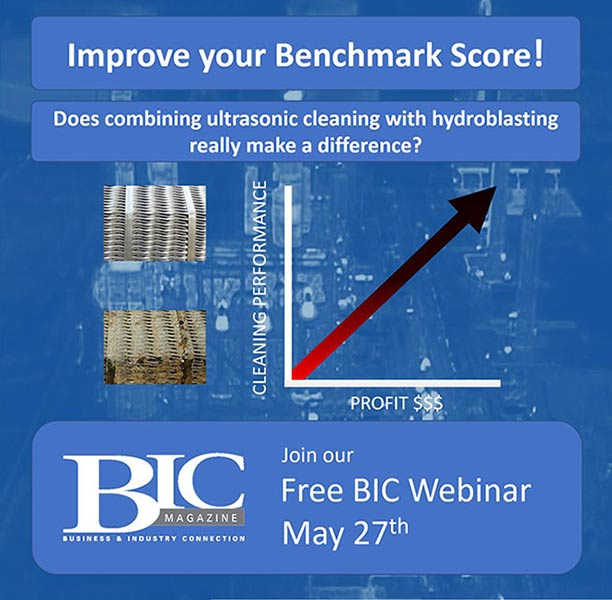 Improve your Benchmark Score!
Does combining ultrasonic cleaning with hydroblasting
really make a difference?
CLEANING PERFORMANCE
PROFIT $$$
BIC
MAGAZINE
BUSINESS & INDUSTRY CONNECTION
Join our
Free BIC Webinar
May 27th